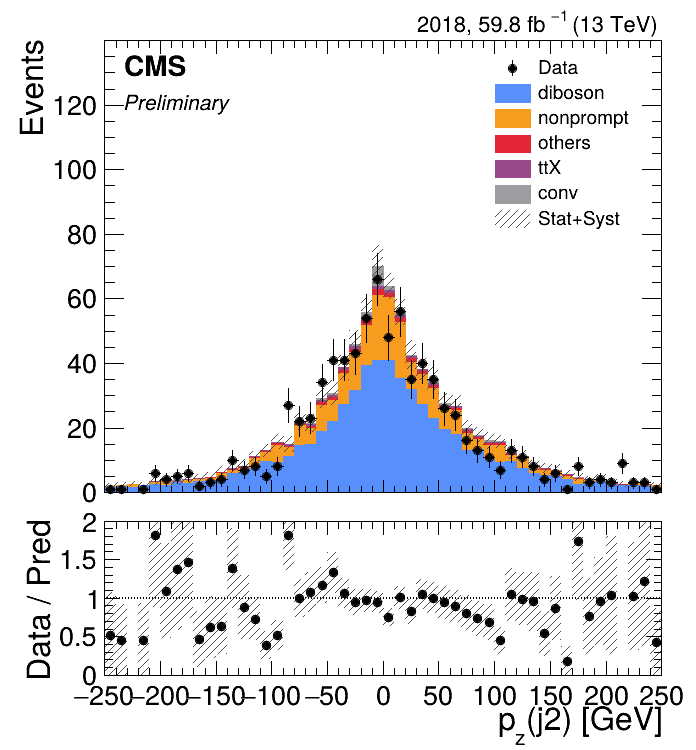 2018, 59.8 fb⁻¹ (13 TeV)
CMS
Preliminary
Events
120
100
80
60
40
20
0
Data
diboson
nonprompt
others
ttX
conv
Stat+Syst
Data / Pred
2
1.5
1
0.5
0
−250 −200 −150 −100 −50 0 50 100 150 200 250
p_z(j2) [GeV]